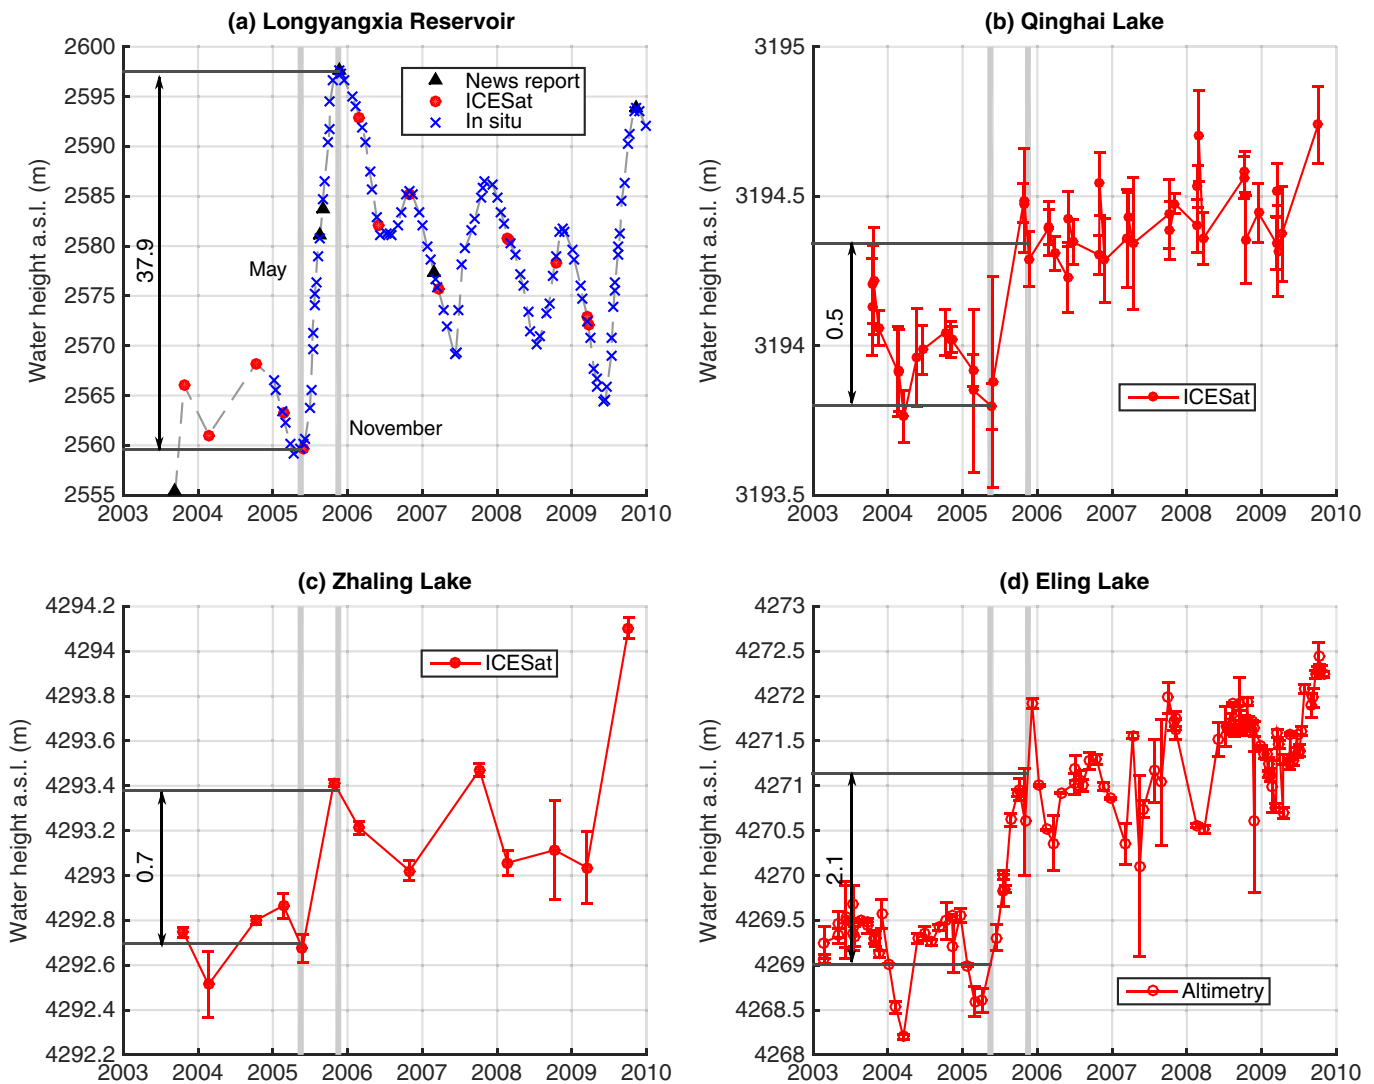 (a) Longyangxia Reservoir
2600
2595
2590
2585
2580
2575
2570
2565
2560
2555
Water height a.s.l. (m)
37.9
News report
ICESat
In situ
May
November
2003 2004 2005 2006 2007 2008 2009 2010
(b) Qinghai Lake
3195
3194.5
3194
3193.5
Water height a.s.l. (m)
0.5
ICESat
2003 2004 2005 2006 2007 2008 2009 2010
(c) Zhaling Lake
4294.2
4294
4293.8
4293.6
4293.4
4293.2
4293
4292.8
4292.6
4292.4
4292.2
Water height a.s.l. (m)
0.7
ICESat
2003 2004 2005 2006 2007 2008 2009 2010
(d) Eling Lake
4273
4272.5
4272
4271.5
4271
4270.5
4270
4269.5
4269
4268.5
4268
Water height a.s.l. (m)
2.1
Altimetry
2003 2004 2005 2006 2007 2008 2009 2010